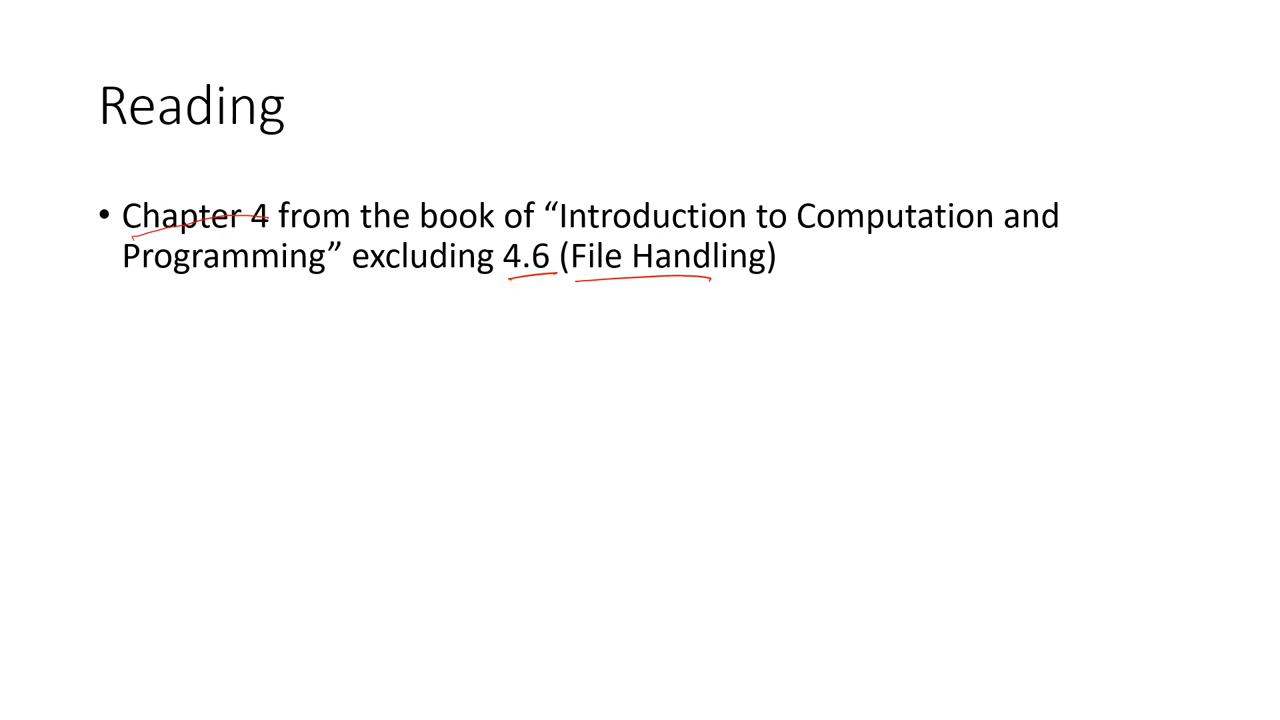 Reading
• Chapter 4 from the book of “Introduction to Computation and
Programming” excluding 4.6 (File Handling)